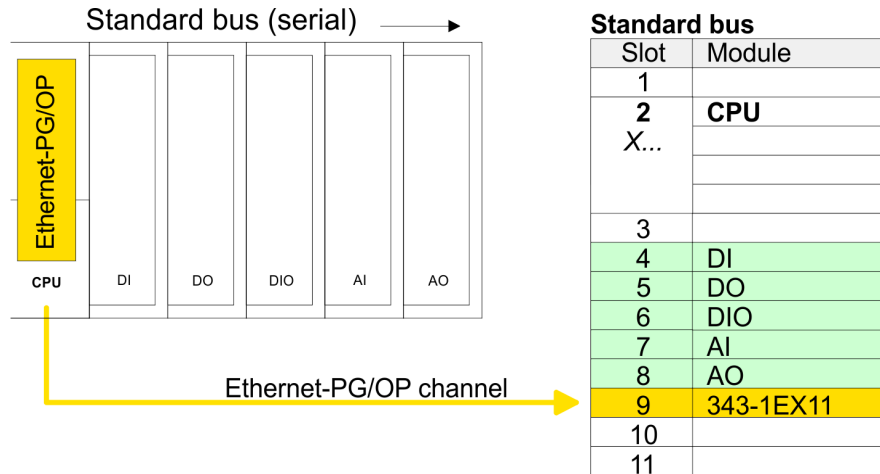 Standard bus (serial)
Ethernet-PG/OP
CPU
DI
DO
DIO
AI
AO
Ethernet-PG/OP channel
Standard bus
Slot Module
1
2 CPU
X...
3
4 DI
5 DO
6 DIO
7 AI
8 AO
9 343-1EX11
10
11